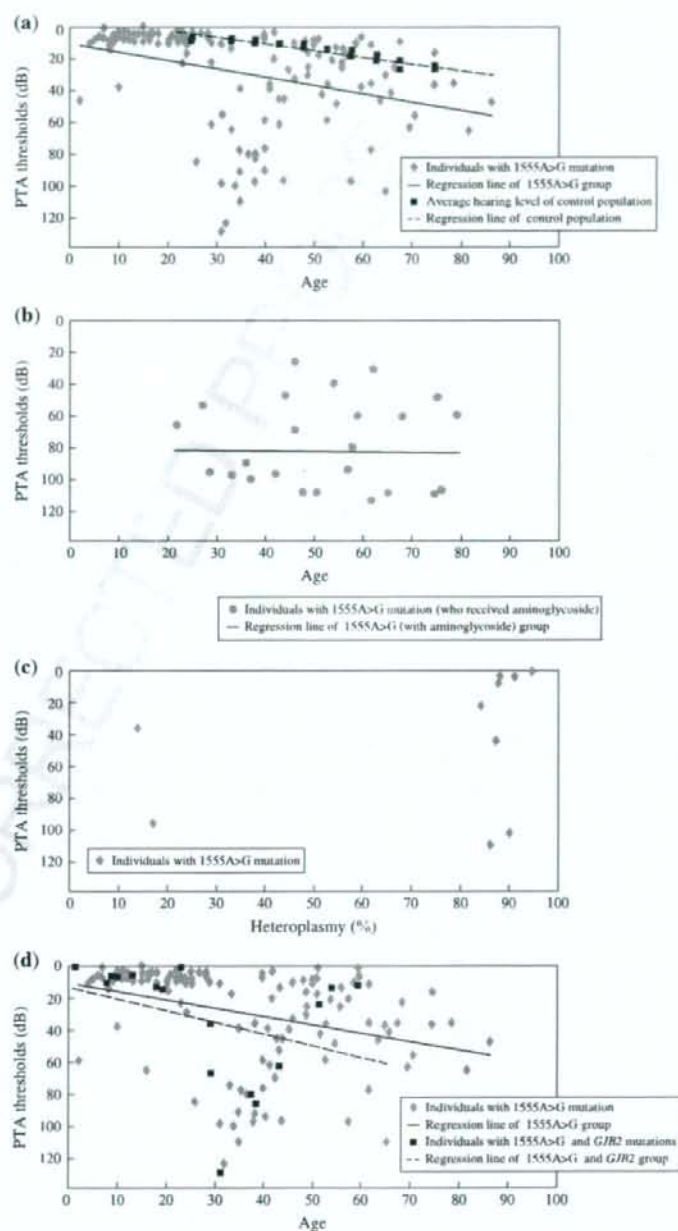 (a)
PTA thresholds (dB)
0
20
40
60
80
100
120
Individuals with 1555A>G mutation
Regression line of 1555A>G group
Average hearing level of control population
Regression line of control population
0 10 20 30 40 50 60 70 80 90 100
Age
(b)
PTA thresholds (dB)
0
20
40
60
80
100
120
0 10 20 30 40 50 60 70 80 90 100
Age
Individuals with 1555A>G mutation (who received aminoglycoside)
Regression line of 1555A>G (with aminoglycoside) group
(c)
PTA thresholds (dB)
0
20
40
60
80
100
120
Individuals with 1555A>G mutation
0 10 20 30 40 50 60 70 80 90 100
Heteroplasmy (%)
(d)
PTA thresholds (dB)
0
20
40
60
80
100
120
Individuals with 1555A>G mutation
Regression line of 1555A>G group
Individuals with 1555A>G and GJB2 mutations
Regression line of 1555A>G and GJB2 group
0 10 20 30 40 50 60 70 80 90 100
Age